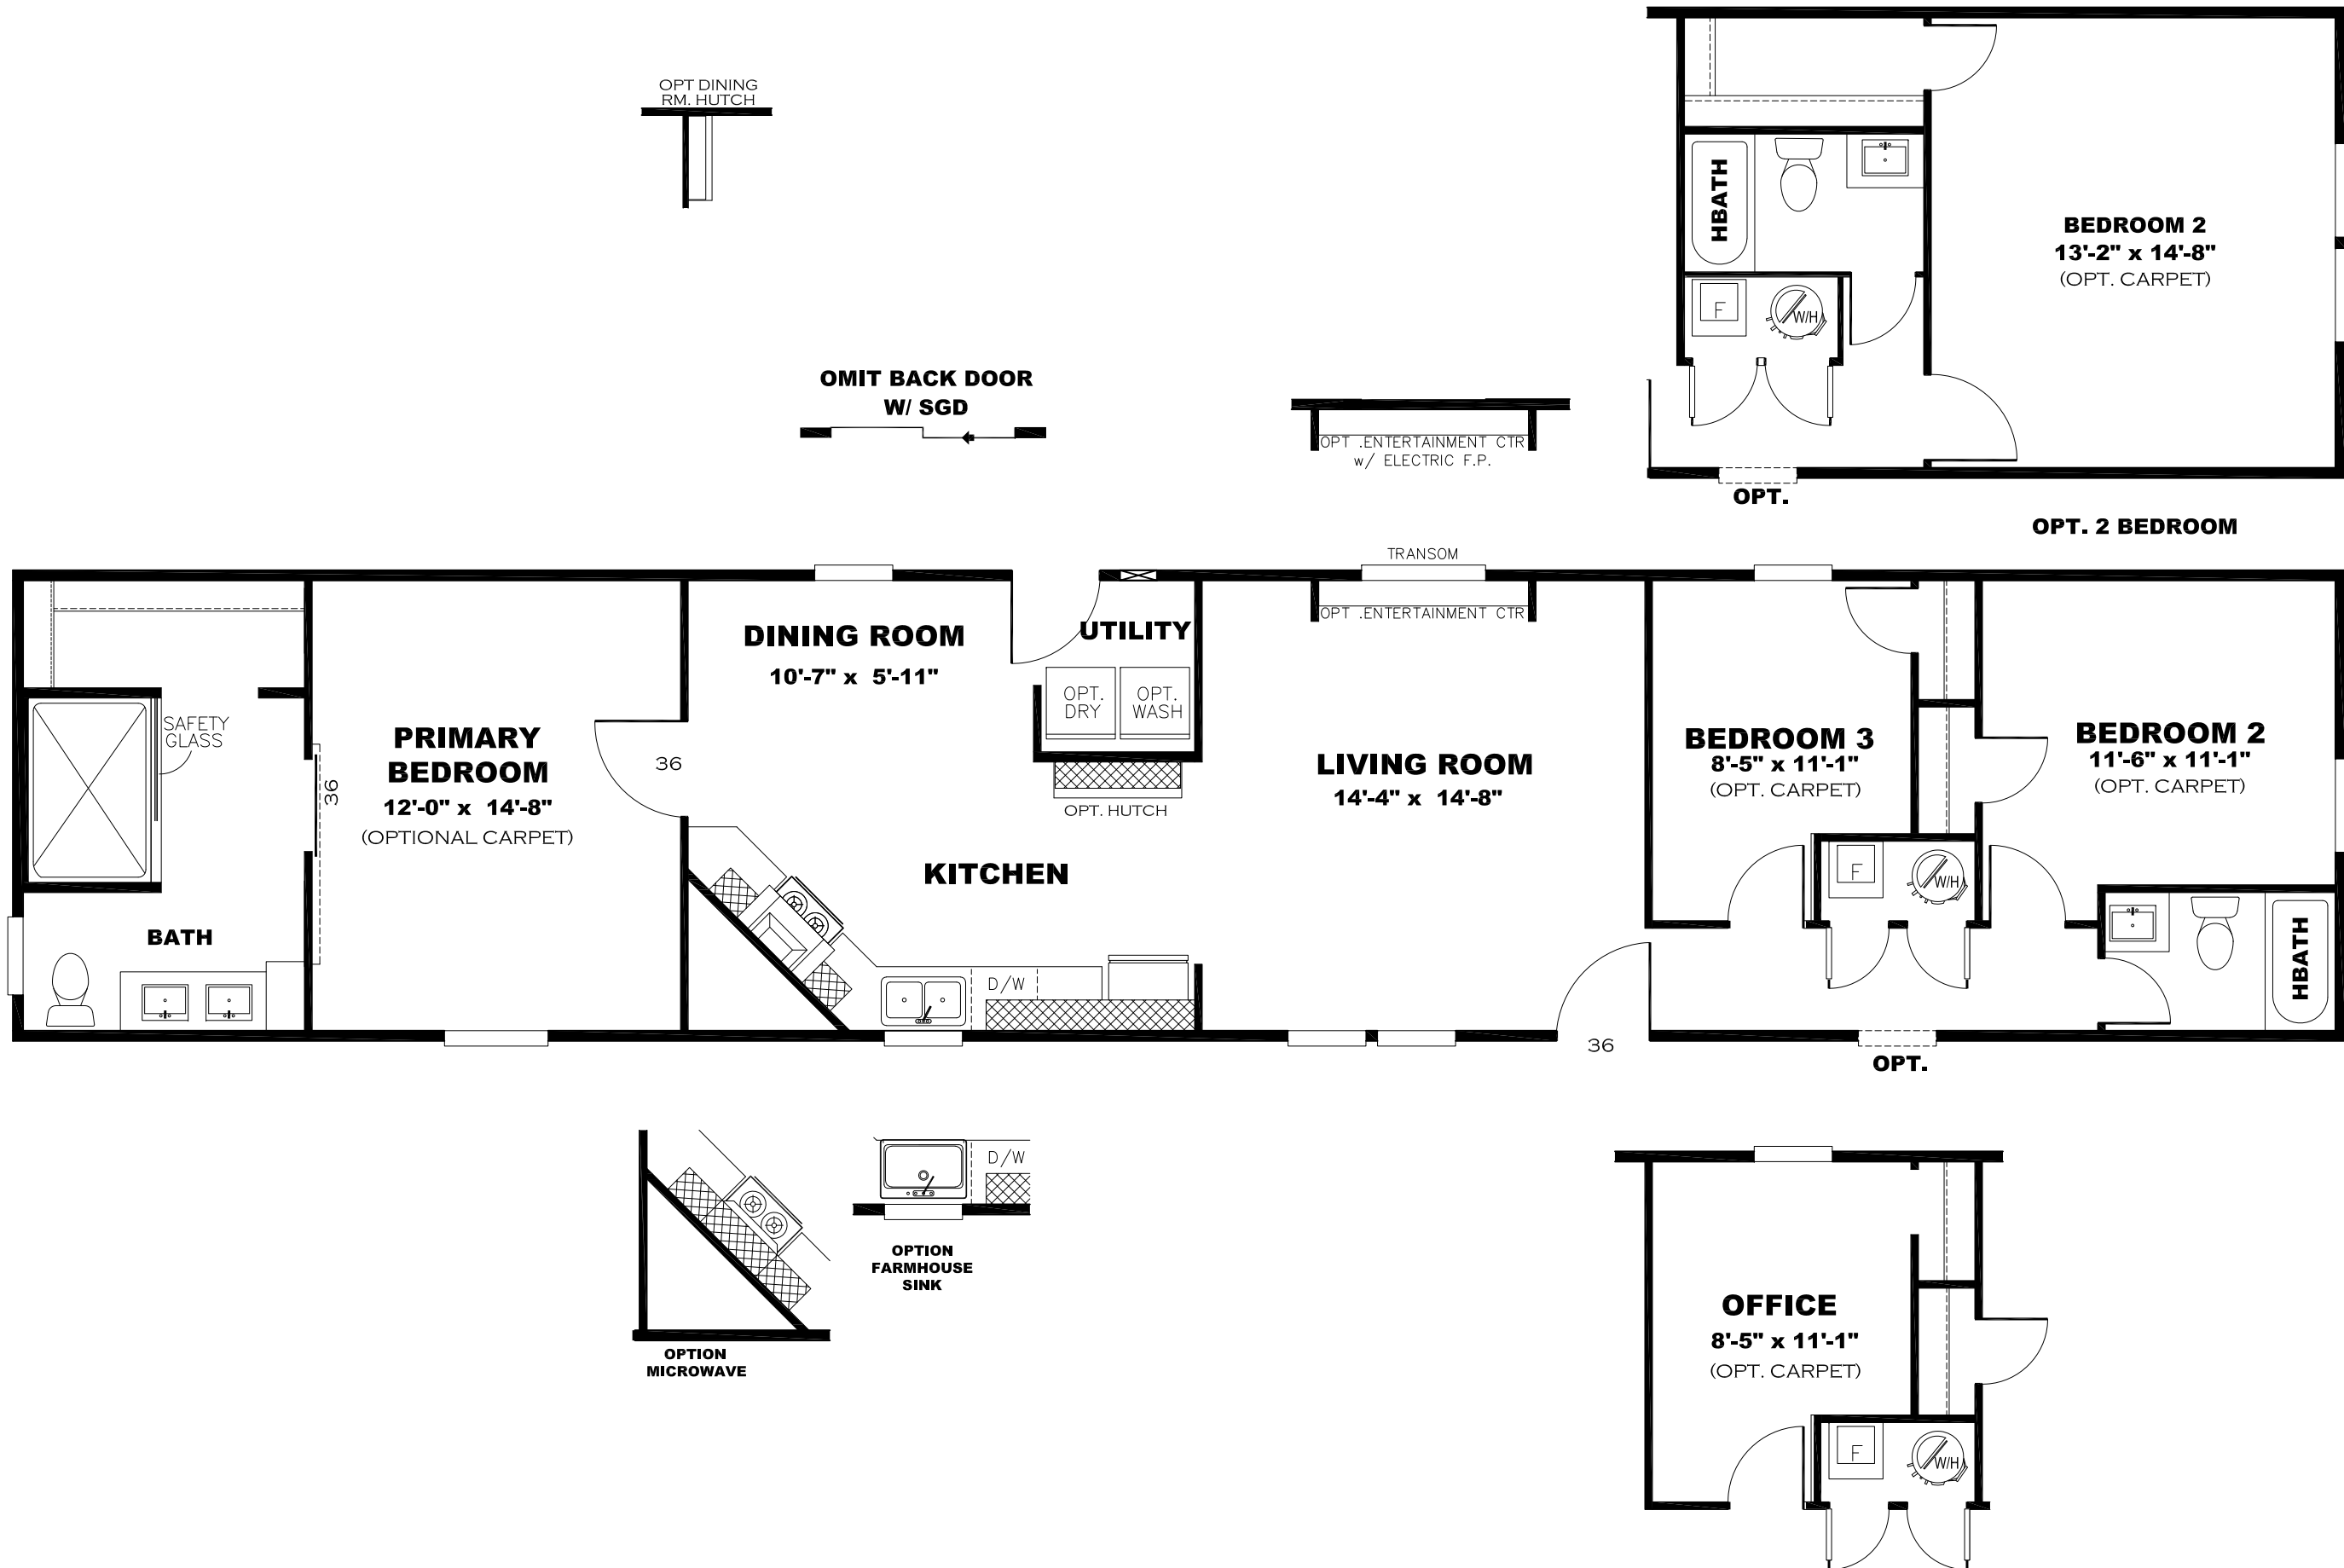 OPT DINING
RM. HUTCH
HBATH
BEDROOM 2
13'-2" x 14'-8"
(OPT. CARPET)
F
W/H
OMIT BACK DOOR
W/ SGD
OPT .ENTERTAINMENT CTR
w/ ELECTRIC F.P.
OPT.
OPT. 2 BEDROOM
TRANSOM
OPT .ENTERTAINMENT CTR
DINING ROOM
10'-7" x 5'-11"
UTILITY
OPT.
DRY
OPT.
WASH
SAFETY
GLASS
PRIMARY
BEDROOM
12'-0" x 14'-8"
(OPTIONAL CARPET)
36
36
OPT. HUTCH
LIVING ROOM
14'-4" x 14'-8"
BEDROOM 3
8'-5" x 11'-1"
(OPT. CARPET)
BEDROOM 2
11'-6" x 11'-1"
(OPT. CARPET)
KITCHEN
F
W/H
BATH
D/W
HBATH
36
OPT.
D/W
OPTION
FARMHOUSE
SINK
OPTION
MICROWAVE
OFFICE
8'-5" x 11'-1"
(OPT. CARPET)
F
W/H